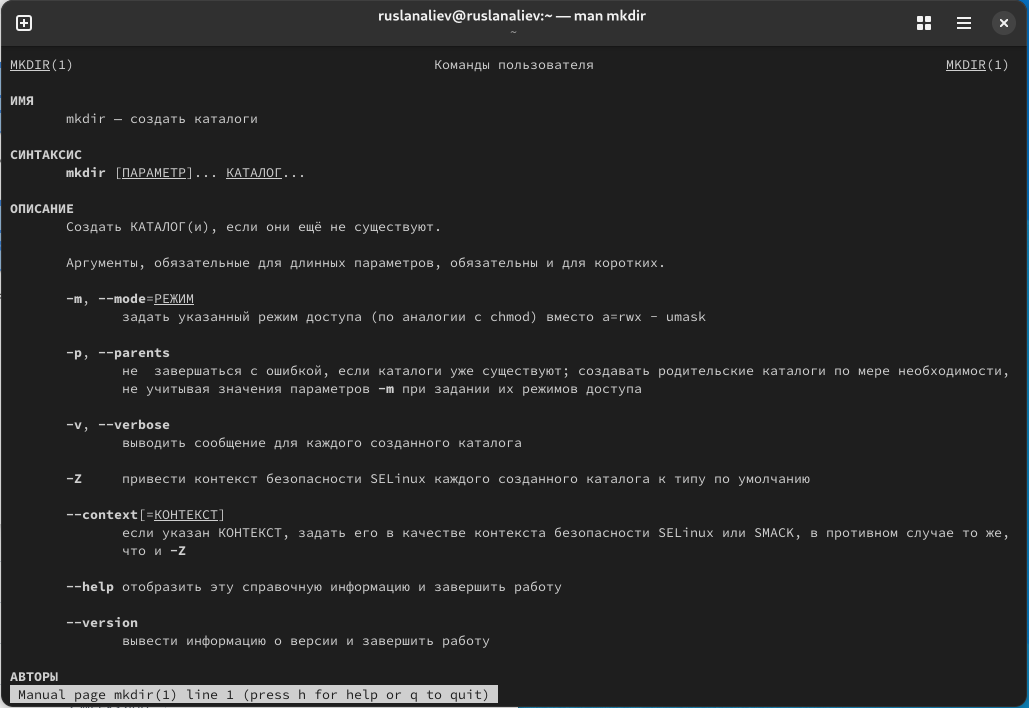 ruslanaliev@ruslanaliev:~ — man mkdir
~
MKDIR(1) Команды пользователя MKDIR(1)
ИМЯ
mkdir – создать каталоги
СИНТАКСИС
mkdir [ПАРАМЕТР]... КАТАЛОГ...
ОПИСАНИЕ
Создать КАТАЛОГ(и), если они ещё не существуют.
Аргументы, обязательные для длинных параметров, обязательны и для коротких.
-m, --mode=РЕЖИМ
задать указанный режим доступа (по аналогии с chmod) вместо a=rwx - umask
-p, --parents
не  завершаться с ошибкой, если каталоги уже существуют; создавать родительские каталоги по мере необходимости,
не учитывая значения параметров -m при задании их режимов доступа
-v, --verbose
выводить сообщение для каждого созданного каталога
-Z привести контекст безопасности SELinux каждого созданного каталога к типу по умолчанию
--context[=КОНТЕКСТ]
если указан КОНТЕКСТ, задать его в качестве контекста безопасности SELinux или SMACK, в противном случае то же,
что и -Z
--help отобразить эту справочную информацию и завершить работу
--version
вывести информацию о версии и завершить работу
АВТОРЫ
Manual page mkdir(1) line 1 (press h for help or q to quit)